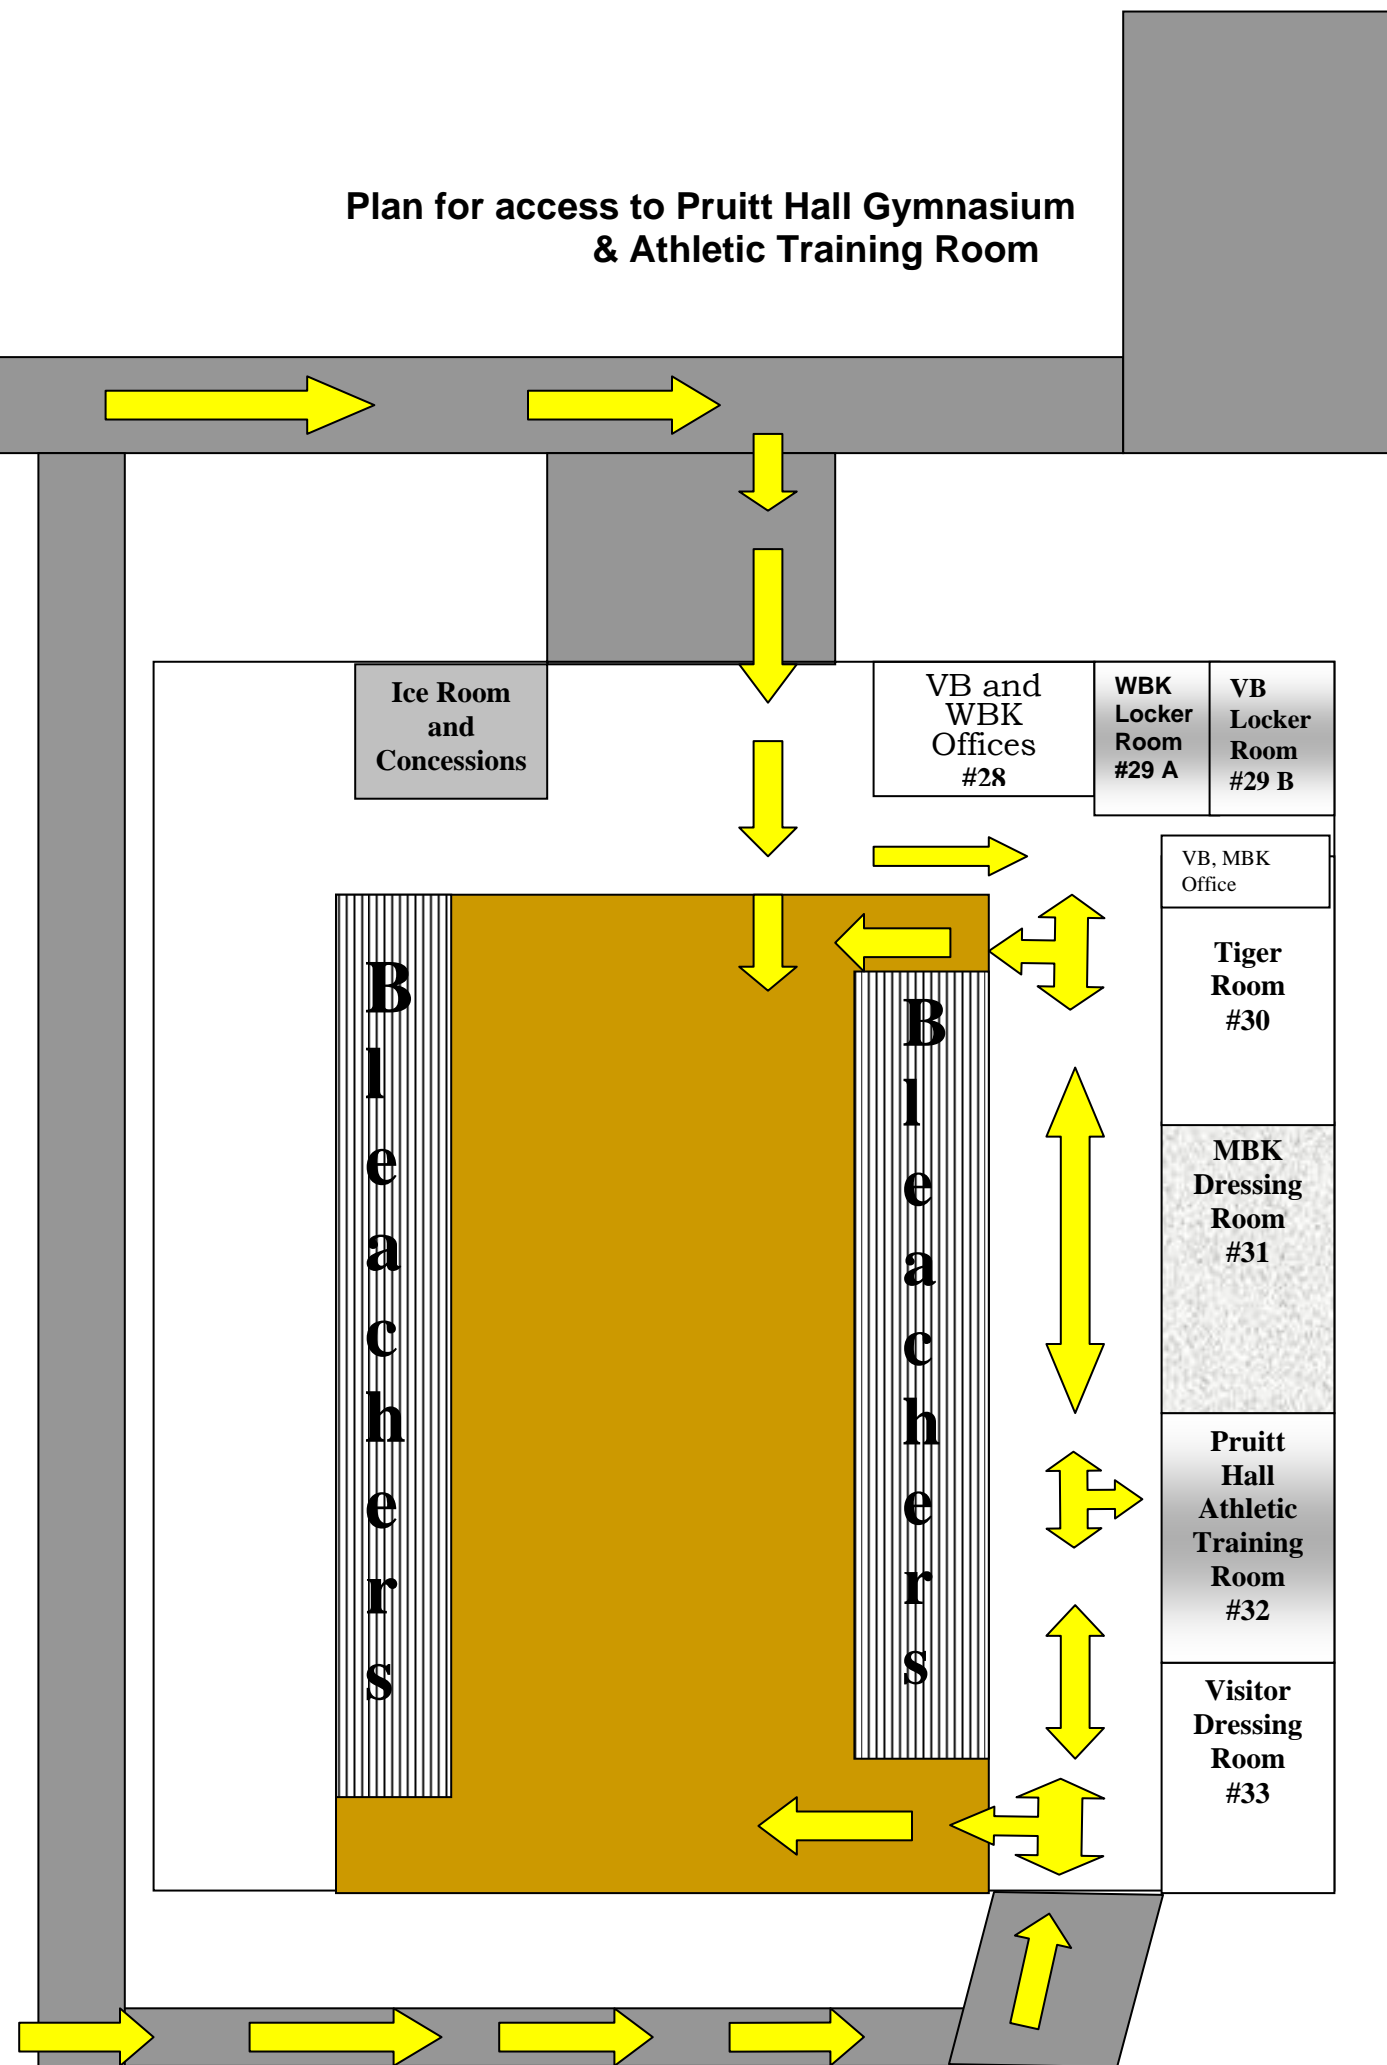 Plan for access to Pruitt Hall Gymnasium
& Athletic Training Room
Ice Room
and
Concessions
VB and
WBK
Offices
#28
WBK
Locker
Room
#29 A
VB
Locker
Room
#29 B
VB, MBK
Office
Tiger
Room
#30
MBK
Dressing
Room
#31
Pruitt
Hall
Athletic
Training
Room
#32
Visitor
Dressing
Room
#33
B
l
e
a
c
h
e
r
s
B
l
e
a
c
h
e
r
s